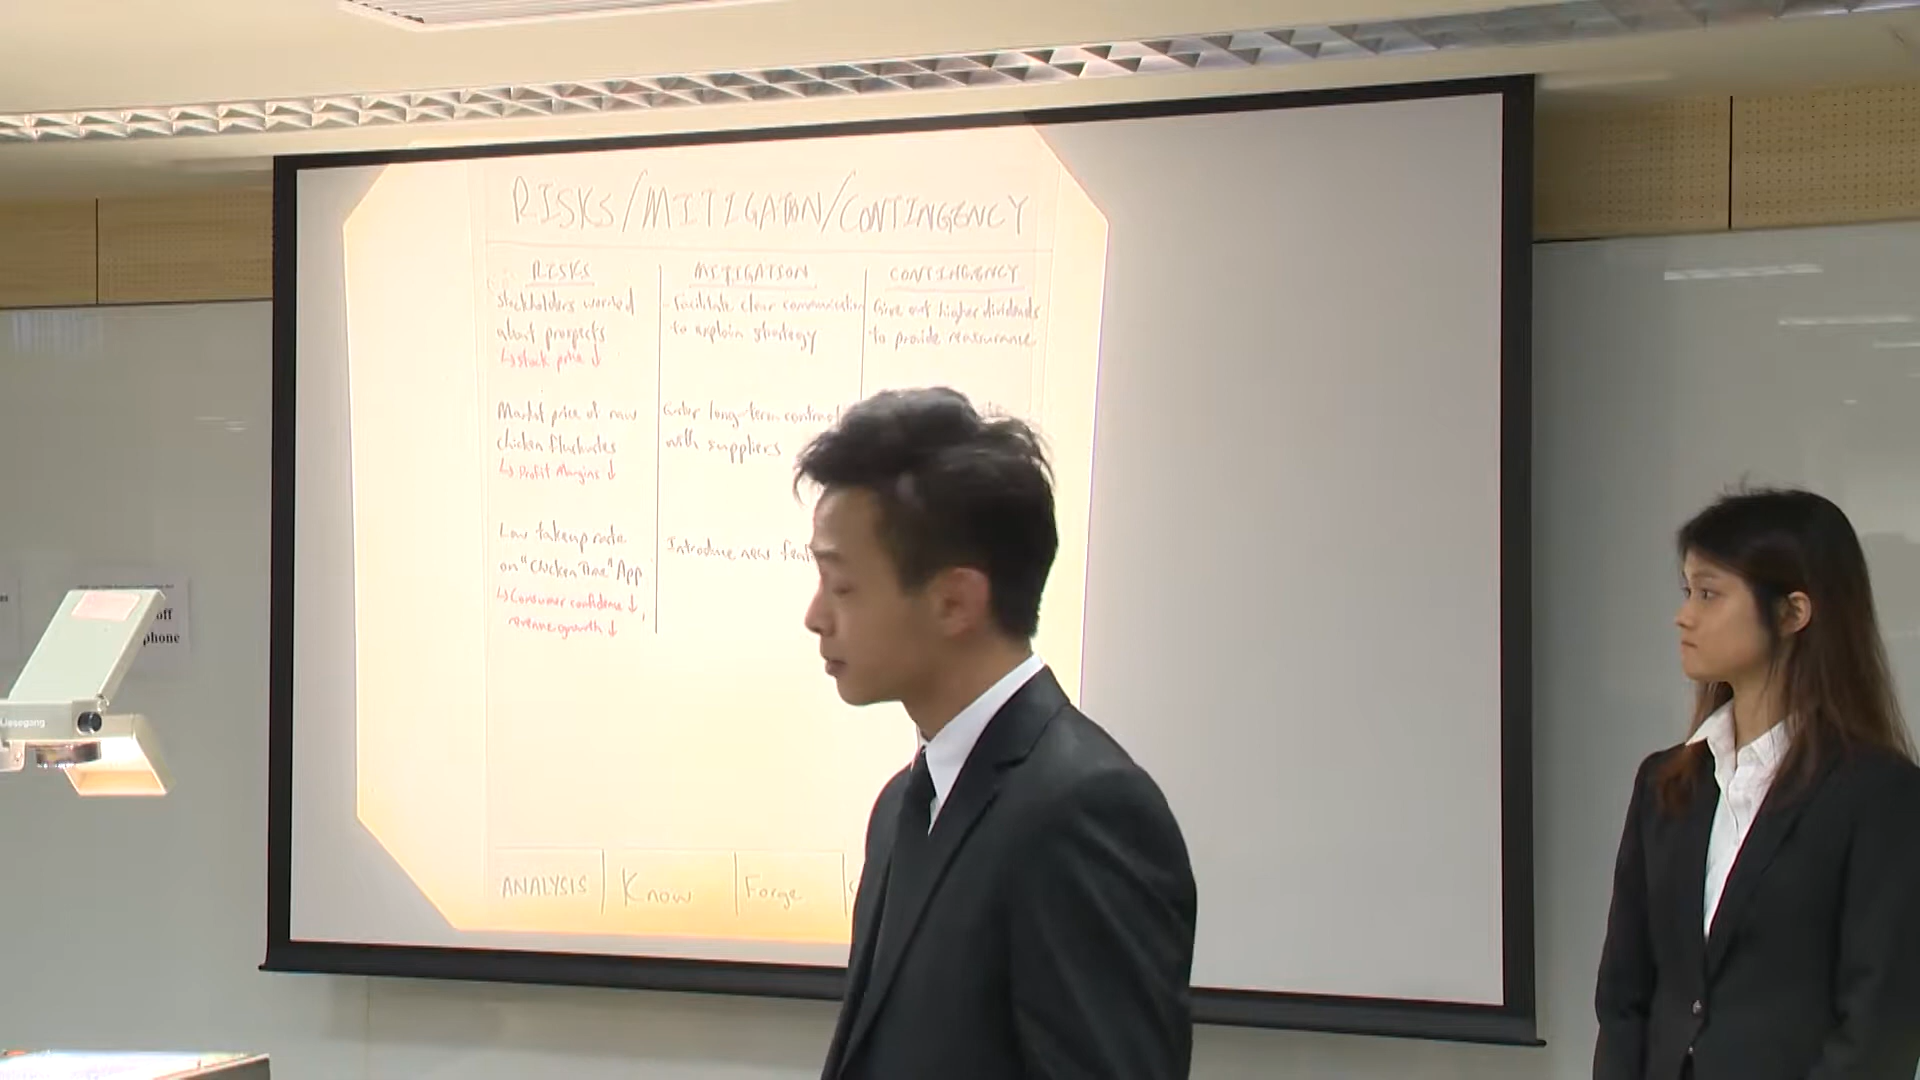 RISKS/MITIGATION/CONTINGENCY
RISKS
MITIGATION
CONTINGENCY
Stockholders worried
about prospects
↳ stock price ↓
- Facilitate clear communication
to explain strategy
Give out higher dividends
to provide reassurance
Market price of raw
chicken fluctuates
↳ Profit Margins ↓
Enter long-term
with suppliers
Low takeup rate
on "Chicken Time" App
↳ Consumer confidence ↓,
revenue growth ↓
Introduce new
ANALYSIS
Know
Forge
Liesegang
off
phone